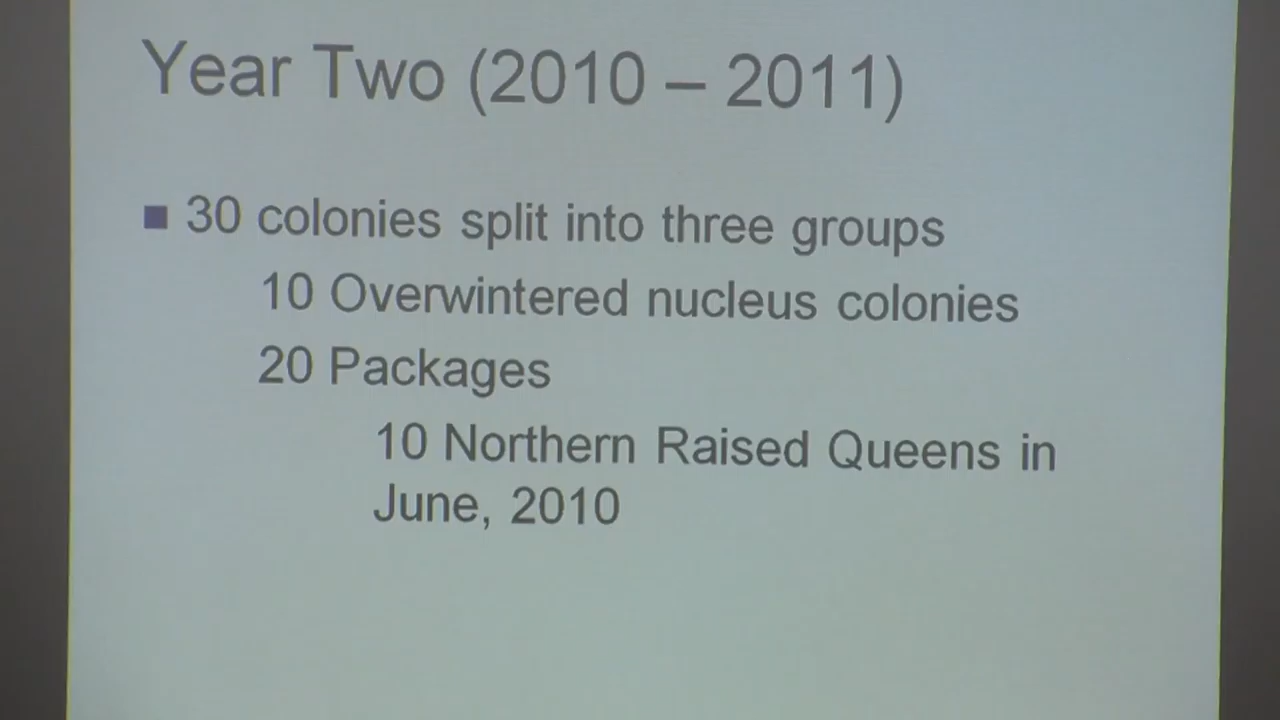 Year Two (2010 – 2011)
■ 30 colonies split into three groups
10 Overwintered nucleus colonies
20 Packages
10 Northern Raised Queens in
June, 2010